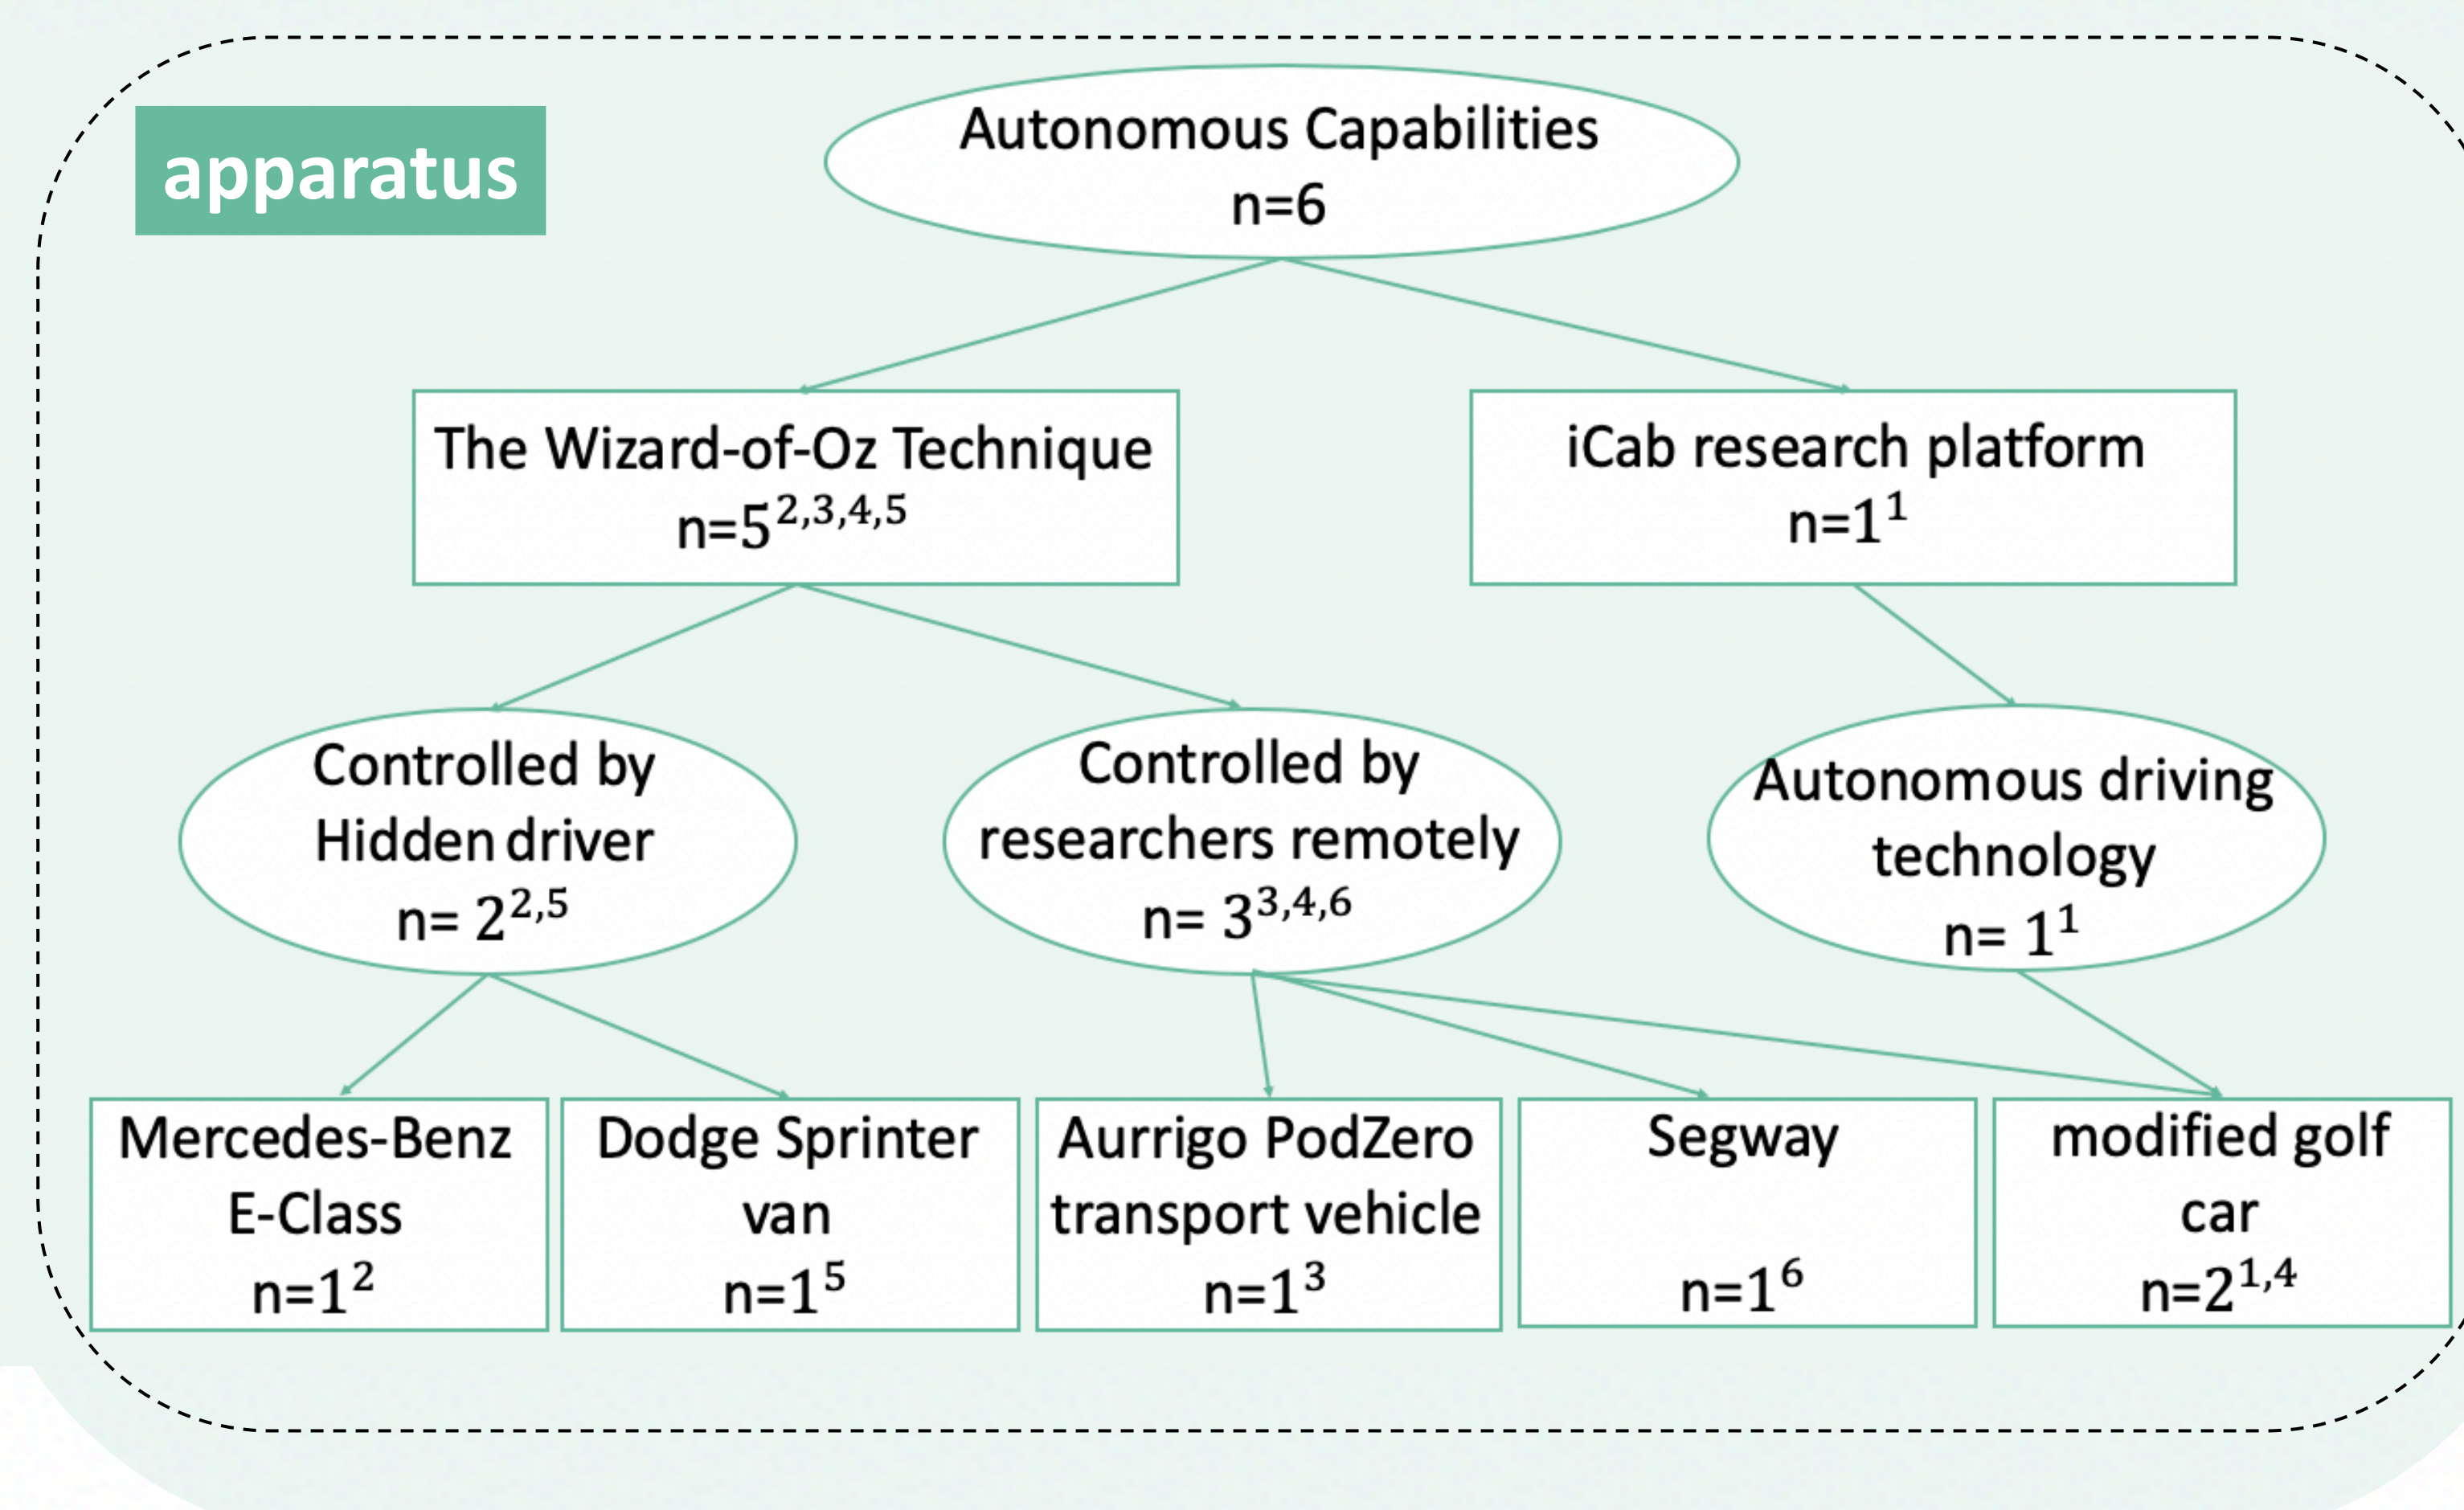 apparatus
Autonomous Capabilities
n=6
The Wizard-of-Oz Technique
n=5^2,3,4,5
iCab research platform
n=1^1
Controlled by
Hidden driver
n= 2^2,5
Controlled by
researchers remotely
n= 3^3,4,6
Autonomous driving
technology
n= 1^1
Mercedes-Benz
E-Class
n=1^2
Dodge Sprinter
van
n=1^5
Aurrigo PodZero
transport vehicle
n=1^3
Segway
n=1^6
modified golf
car
n=2^1,4